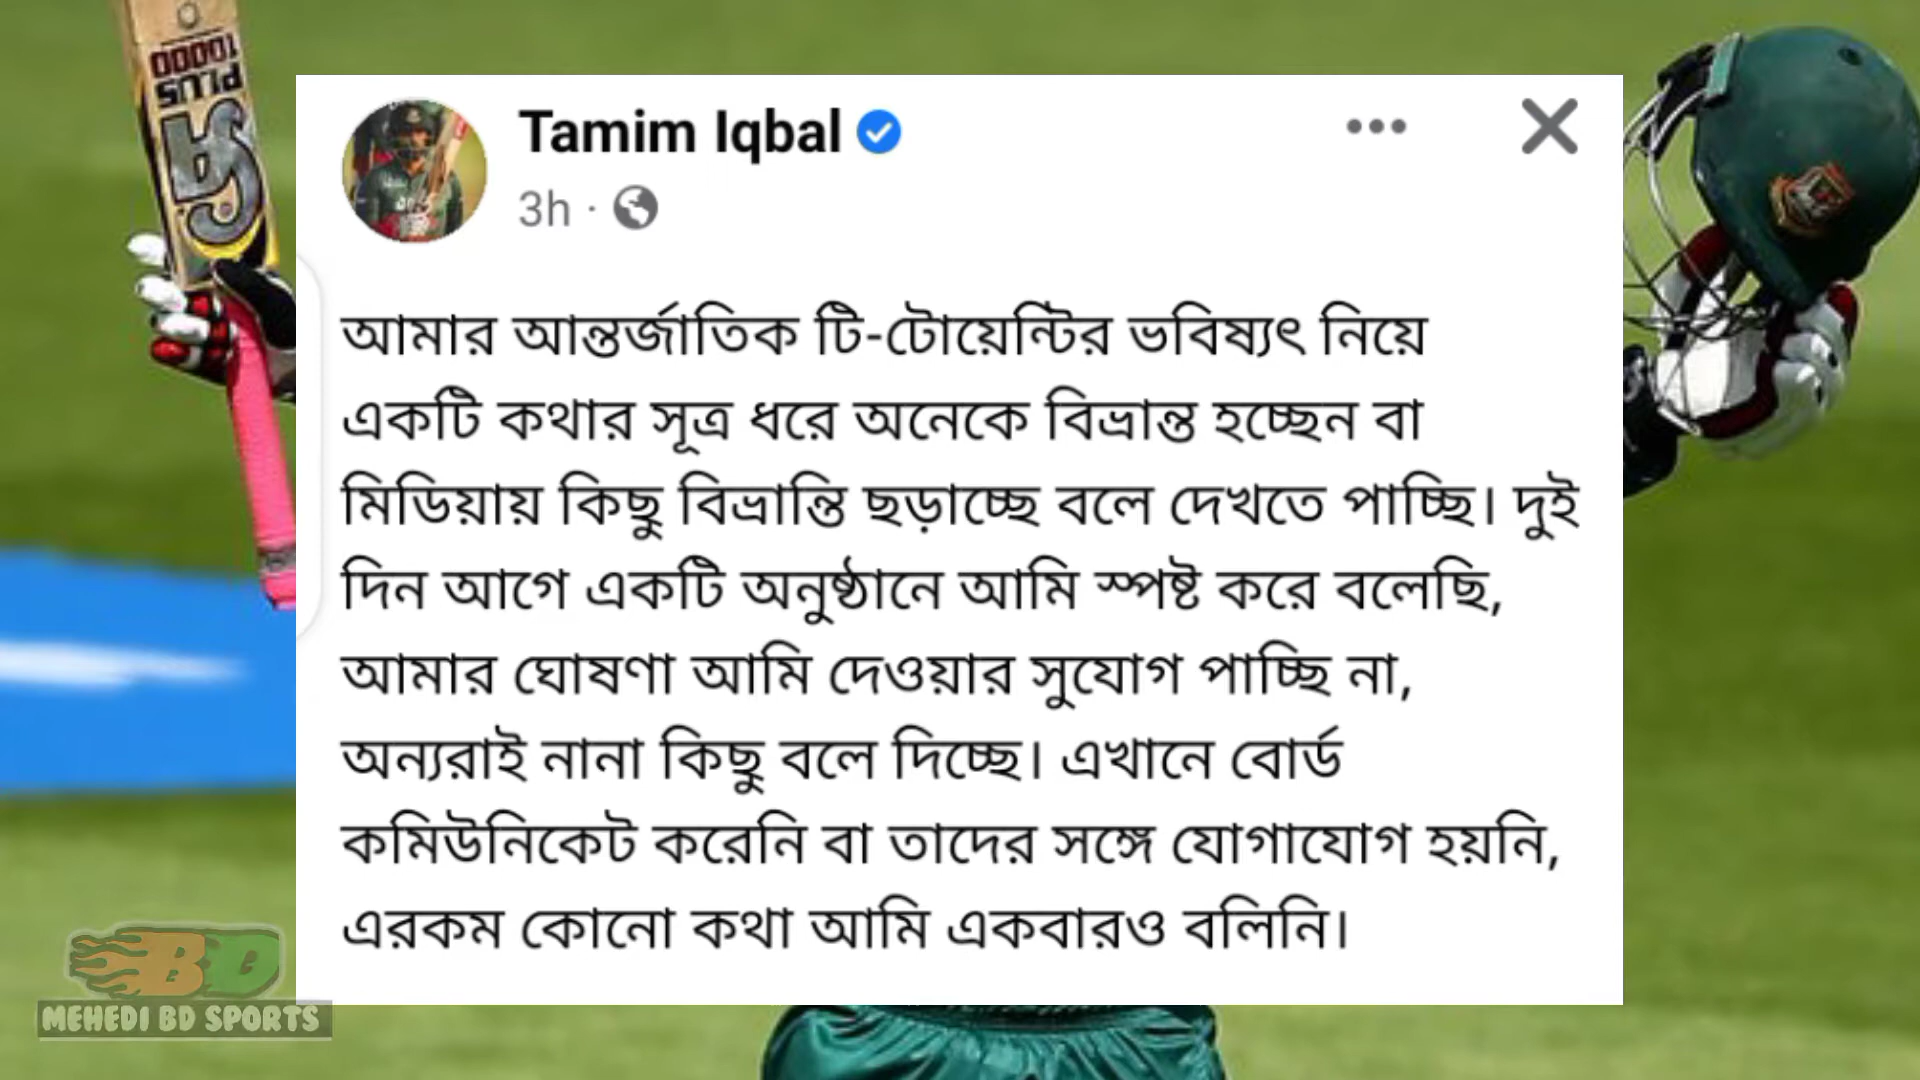 10000
PLUS
CA
Tamim Iqbal
3h ·
আমার আন্তর্জাতিক টি-টোয়েন্টির ভবিষ্যৎ নিয়ে
একটি কথার সূত্র ধরে অনেকে বিভ্রান্ত হচ্ছেন বা
মিডিয়ায় কিছু বিভ্রান্তি ছড়াচ্ছে বলে দেখতে পাচ্ছি। দুই
দিন আগে একটি অনুষ্ঠানে আমি স্পষ্ট করে বলেছি,
আমার ঘোষণা আমি দেওয়ার সুযোগ পাচ্ছি না,
অন্যরাই নানা কিছু বলে দিচ্ছে। এখানে বোর্ড
কমিউনিকেট করেনি বা তাদের সঙ্গে যোগাযোগ হয়নি,
এরকম কোনো কথা আমি একবারও বলিনি।
BD
MEHEDI BD SPORTS